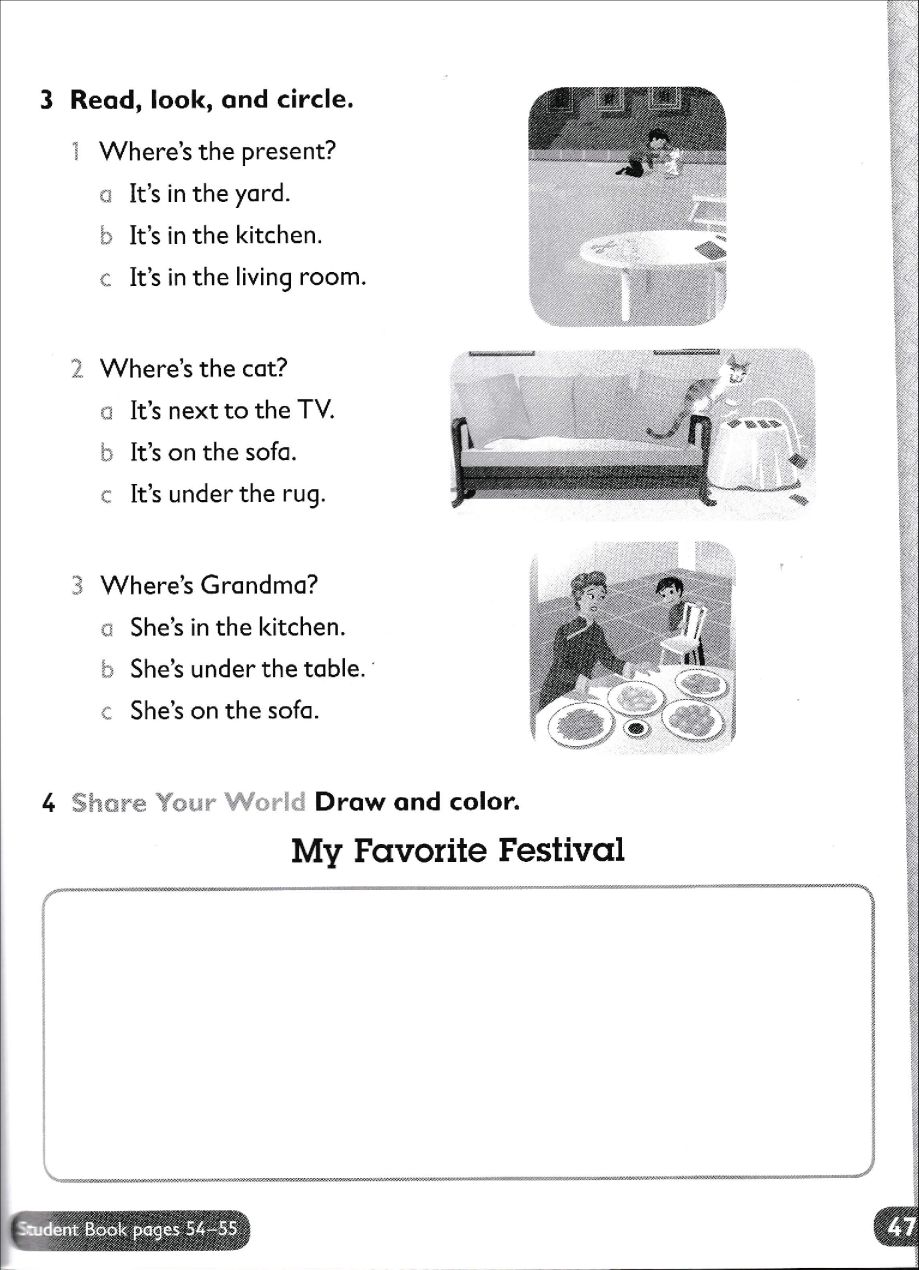 3 Read, look, and circle.
1 Where's the present?
a It's in the yard.
b It's in the kitchen.
c It's in the living room.
2 Where's the cat?
a It's next to the TV.
b It's on the sofa.
c It's under the rug.
3 Where's Grandma?
a She's in the kitchen.
b She's under the table.
c She's on the sofa.
4 Share Your World Draw and color.
My Favorite Festival
Student Book pages 54–55
47